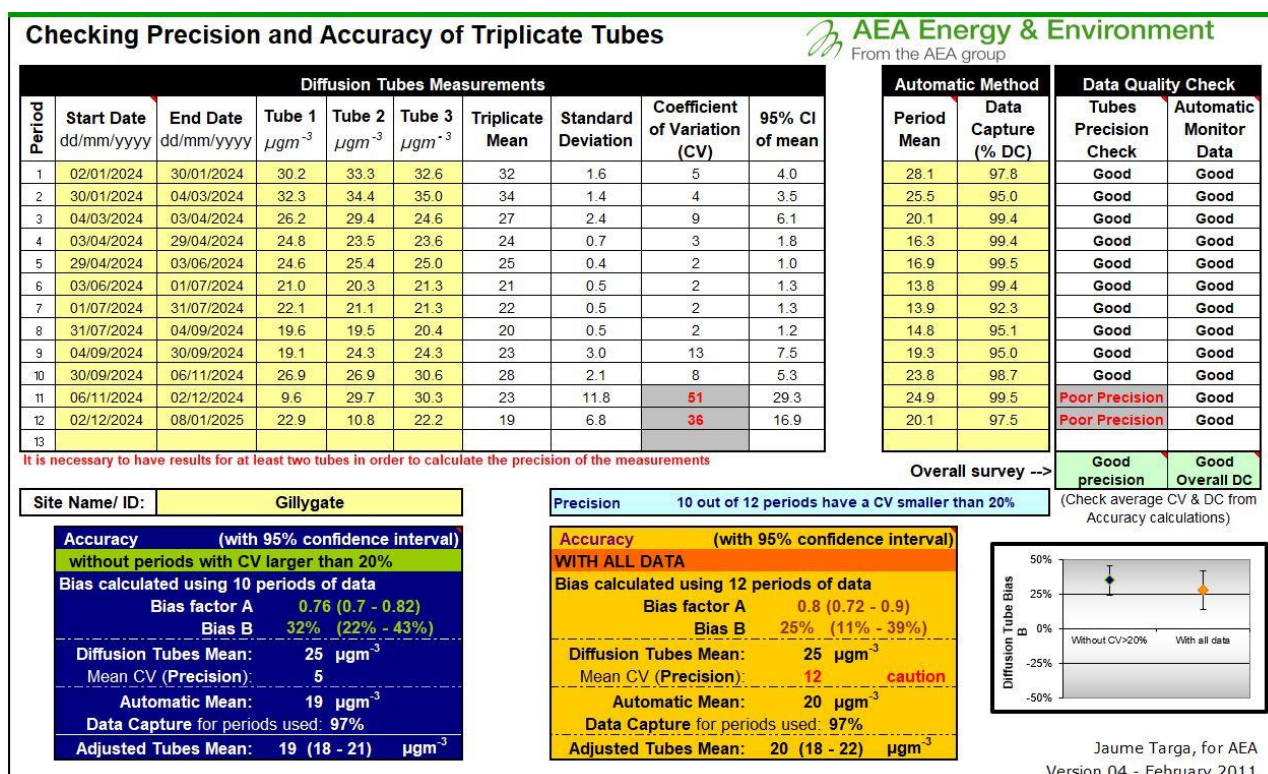 Checking Precision and Accuracy of Triplicate Tubes
AEA Energy & Environment
From the AEA group
Diffusion Tubes Measurements
Period Start Date dd/mm/yyyy End Date dd/mm/yyyy Tube 1 µgm-3 Tube 2 µgm-3 Tube 3 µgm-3 Triplicate Mean Standard Deviation Coefficient of Variation (CV) 95% CI of mean
Automatic Method
Period Mean Data Capture (% DC)
Data Quality Check
Tubes Precision Check Automatic Monitor Data
1 02/01/2024 30/01/2024 30.2 33.3 32.6 32 1.6 5 4.0 28.1 97.8 Good Good
2 30/01/2024 04/03/2024 32.3 34.4 35.0 34 1.4 4 3.5 25.5 95.0 Good Good
3 04/03/2024 03/04/2024 26.2 29.4 24.6 27 2.4 9 6.1 20.1 99.4 Good Good
4 03/04/2024 29/04/2024 24.8 23.5 23.6 24 0.7 3 1.8 16.3 99.4 Good Good
5 29/04/2024 03/06/2024 24.6 25.4 25.0 25 0.4 2 1.0 16.9 99.5 Good Good
6 03/06/2024 01/07/2024 21.0 20.3 21.3 21 0.5 2 1.3 13.8 99.4 Good Good
7 01/07/2024 31/07/2024 22.1 21.1 21.3 22 0.5 2 1.3 13.9 92.3 Good Good
8 31/07/2024 04/09/2024 19.6 19.5 20.4 20 0.5 2 1.2 14.8 95.1 Good Good
9 04/09/2024 30/09/2024 19.1 24.3 24.3 23 3.0 13 7.5 19.3 95.0 Good Good
10 30/09/2024 06/11/2024 26.9 26.9 30.6 28 2.1 8 5.3 23.8 98.7 Good Good
11 06/11/2024 02/12/2024 9.6 29.7 30.3 23 11.8 51 29.3 24.9 99.5 Poor Precision Good
12 02/12/2024 08/01/2025 22.9 10.8 22.2 19 6.8 36 16.9 20.1 97.5 Poor Precision Good
13
It is necessary to have results for at least two tubes in order to calculate the precision of the measurements
Overall survey --> Good precision Good Overall DC
(Check average CV & DC from Accuracy calculations)
Site Name/ ID: Gillygate
Precision 10 out of 12 periods have a CV smaller than 20%
Accuracy (with 95% confidence interval)
without periods with CV larger than 20%
Bias calculated using 10 periods of data
Bias factor A 0.76 (0.7 - 0.82)
Bias B 32% (22% - 43%)
Diffusion Tubes Mean: 25 µgm-3
Mean CV (Precision): 5
Automatic Mean: 19 µgm-3
Data Capture for periods used: 97%
Adjusted Tubes Mean: 19 (18 - 21) µgm-3
Accuracy (with 95% confidence interval)
WITH ALL DATA
Bias calculated using 12 periods of data
Bias factor A 0.8 (0.72 - 0.9)
Bias B 25% (11% - 39%)
Diffusion Tubes Mean: 25 µgm-3
Mean CV (Precision): 12 caution
Automatic Mean: 20 µgm-3
Data Capture for periods used: 97%
Adjusted Tubes Mean: 20 (18 - 22) µgm-3
Diffusion Tube Bias B
50%
25%
0%
-25%
-50%
Without CV>20% With all data
Jaume Targa, for AEA
Version 04 - February 2011